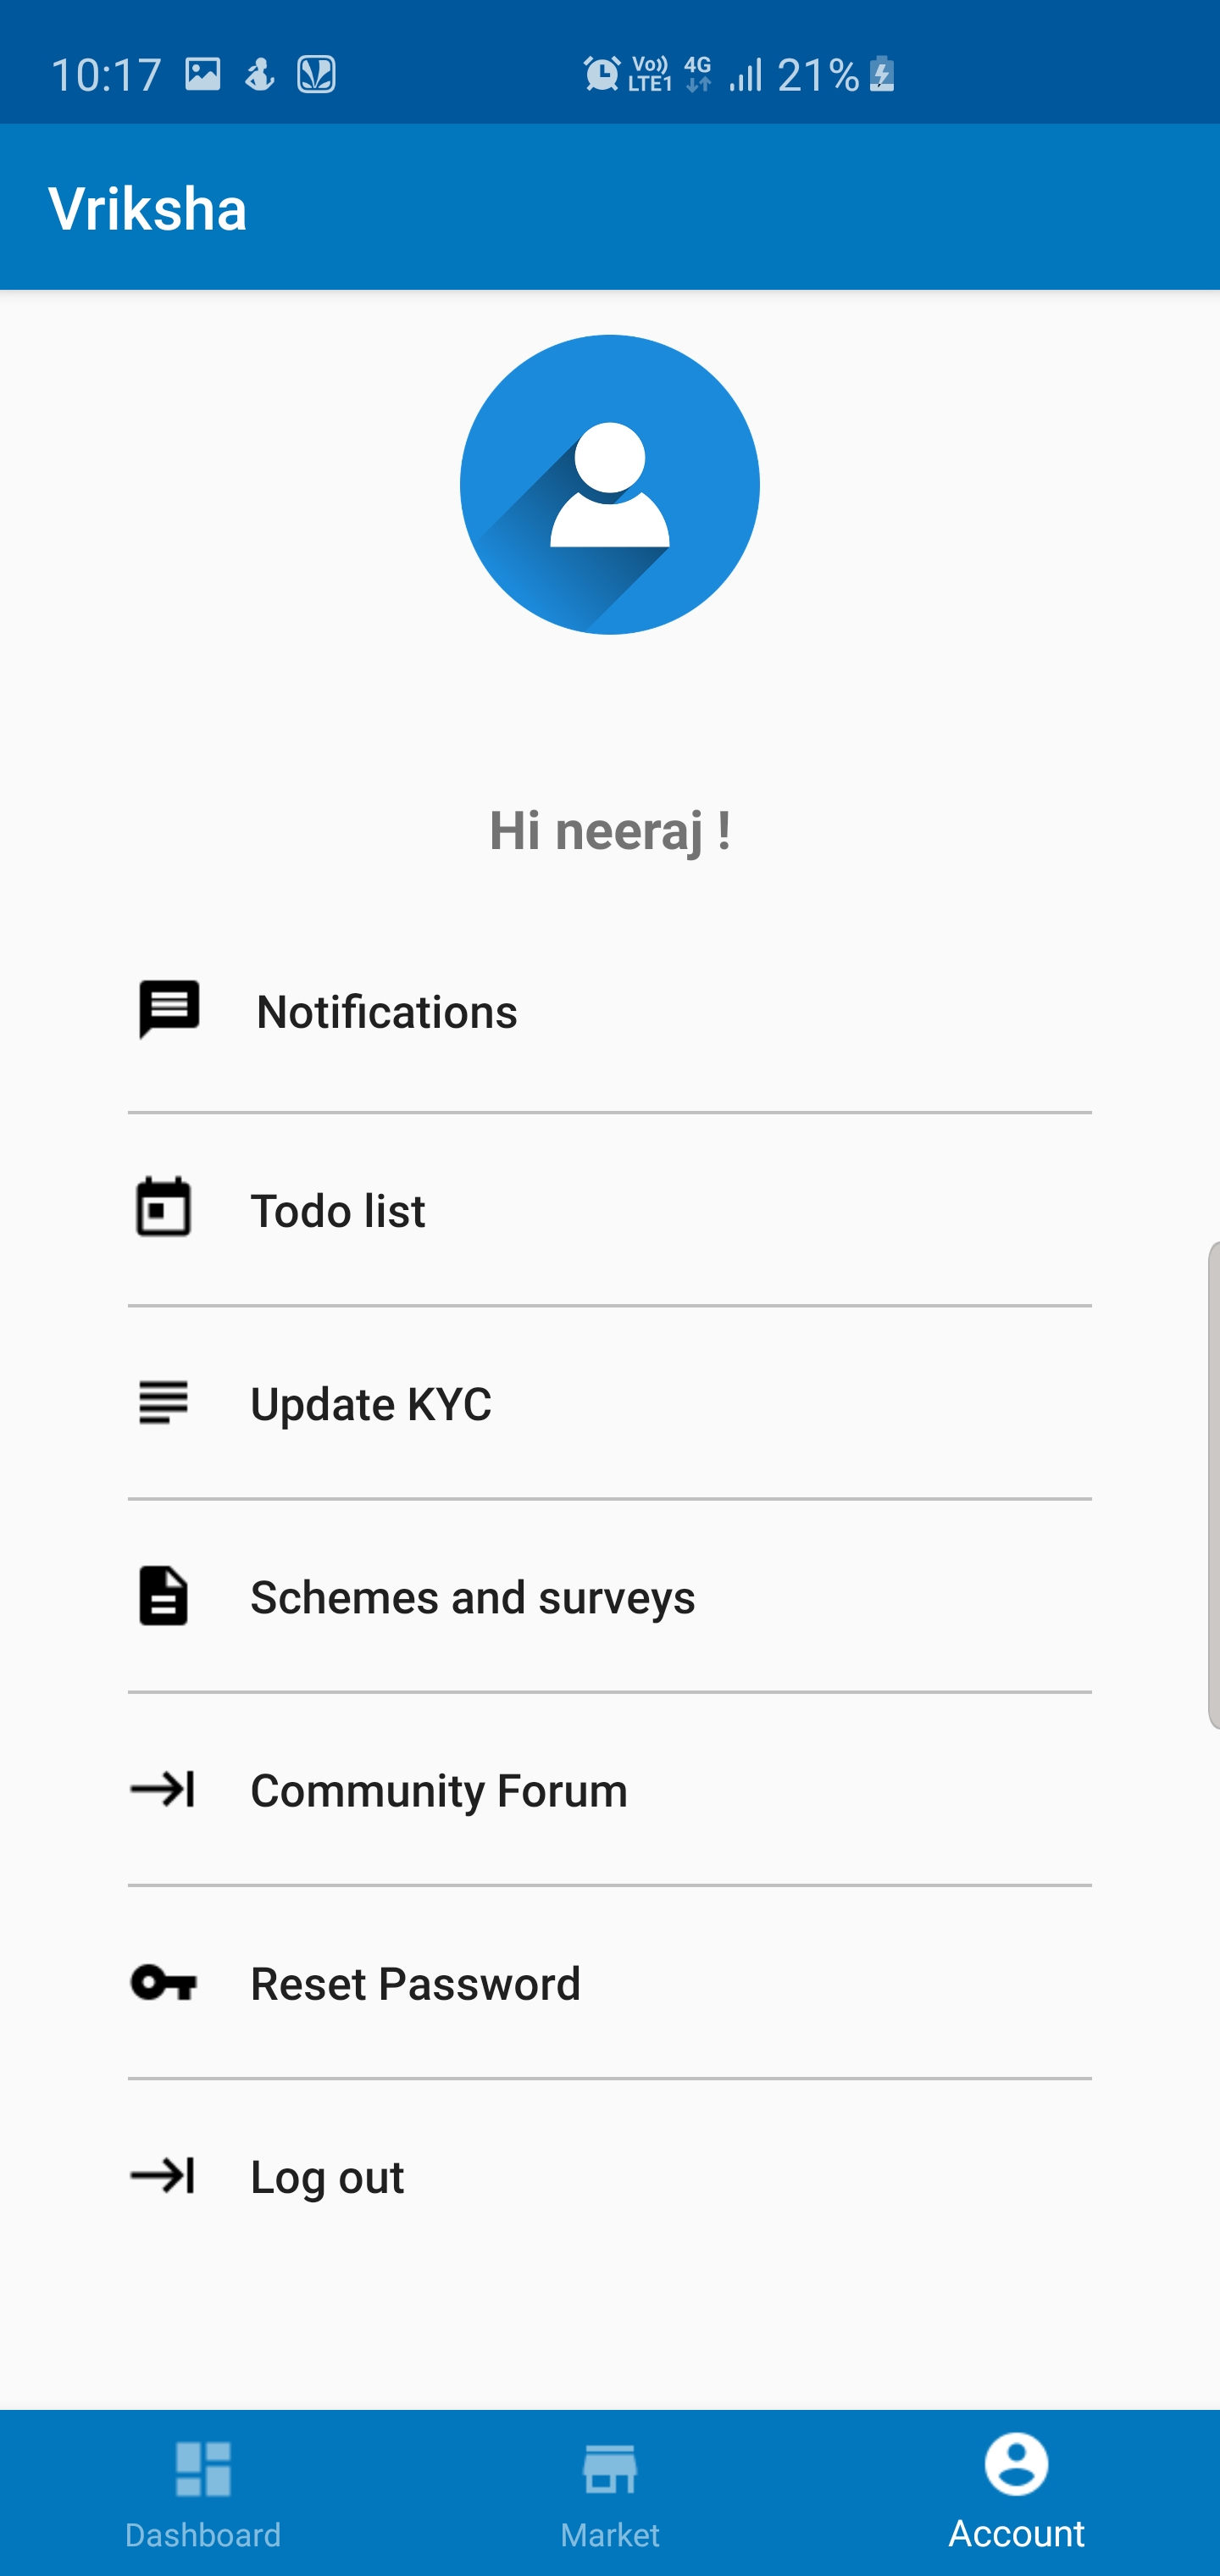 10:17 Vo)) LTE1 4G 21%
Vriksha
Hi neeraj !
Notifications
Todo list
Update KYC
Schemes and surveys
Community Forum
Reset Password
Log out
Dashboard Market Account